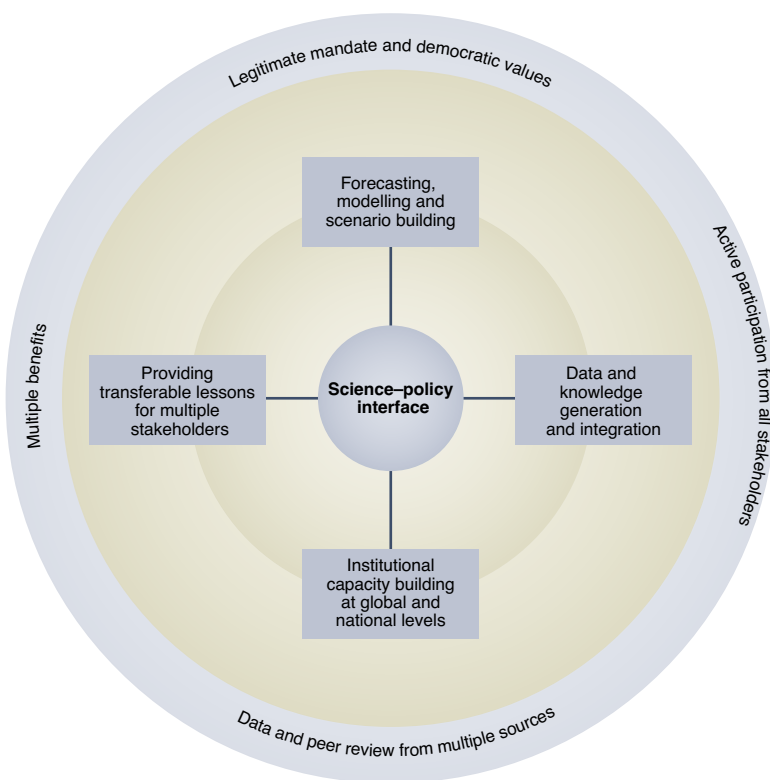 Legitimate mandate and democratic values
Forecasting,
modelling and
scenario building
Active participation from all stakeholders
Multiple benefits
Providing
transferable lessons
for multiple
stakeholders
Science–policy
interface
Data and
knowledge
generation
and integration
Institutional
capacity building
at global and
national levels
Data and peer review from multiple sources